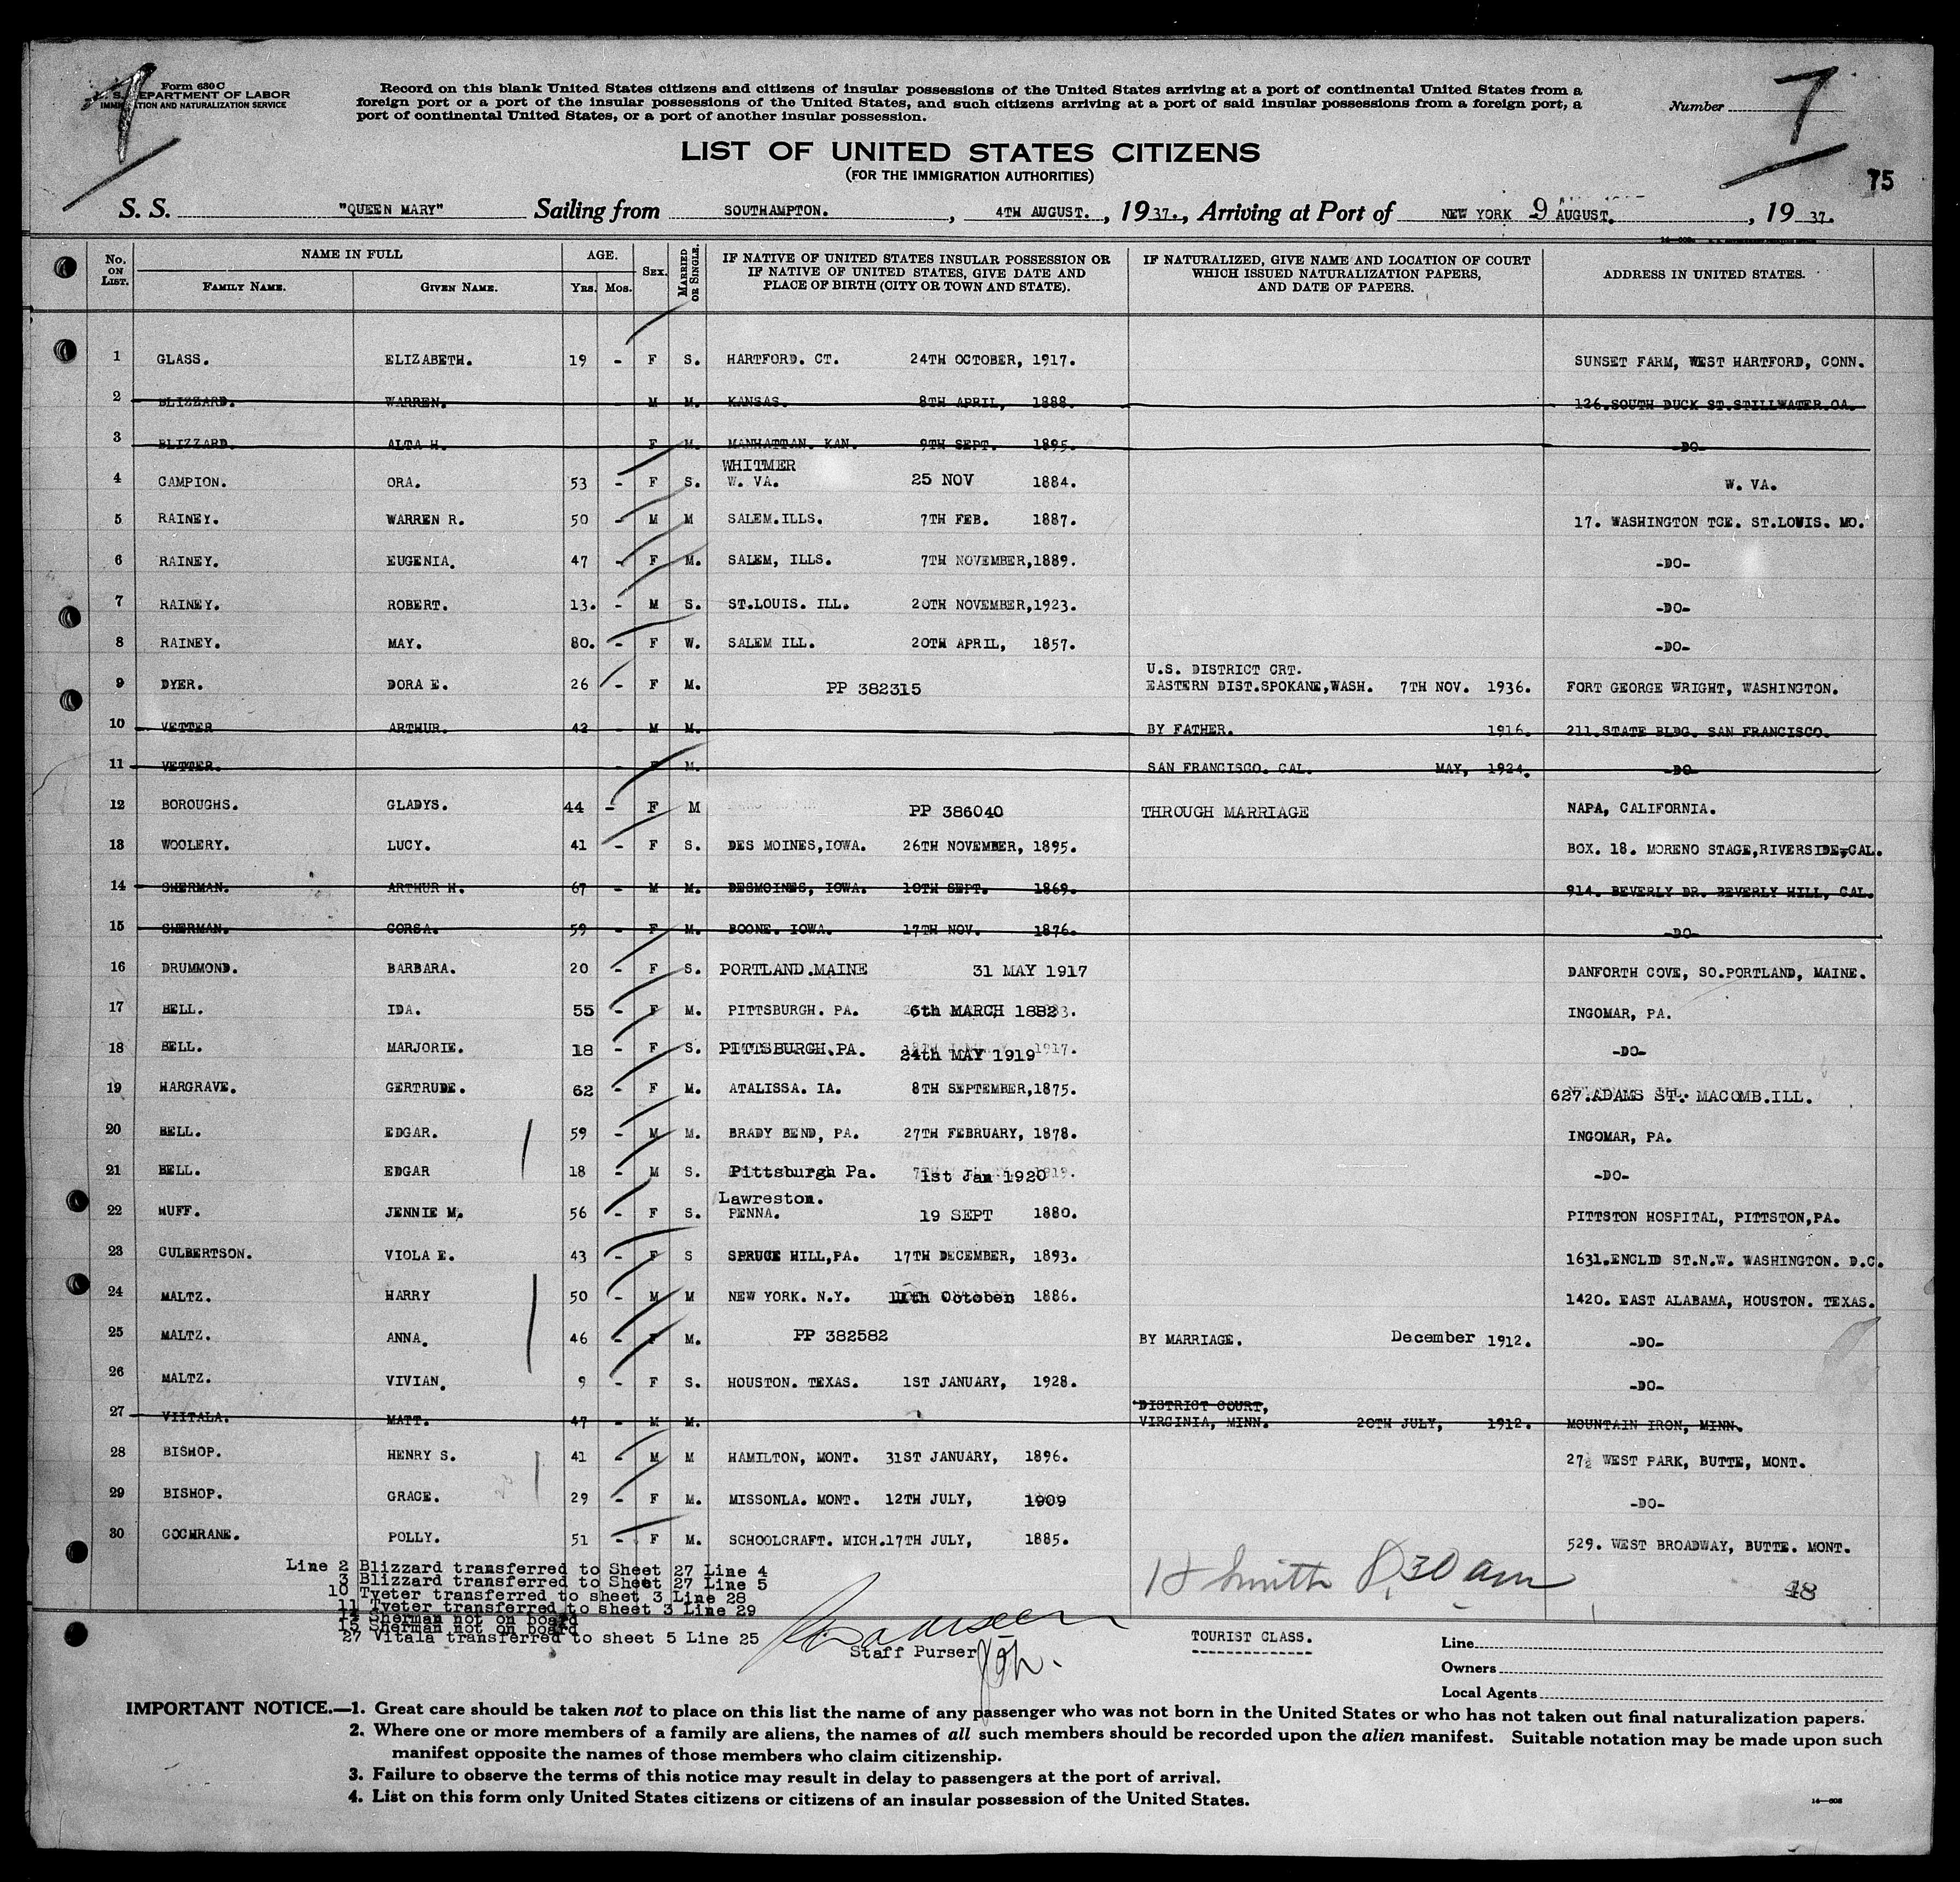 Form 630 C
U. S. DEPARTMENT OF LABOR
IMMIGRATION AND NATURALIZATION SERVICE
Record on this blank United States citizens and citizens of insular possessions of the United States arriving at a port of continental United States from a
foreign port or a port of the insular possessions of the United States, and such citizens arriving at a port of said insular possessions from a foreign port, a
port of continental United States, or a port of another insular possession.
Number 7
7
LIST OF UNITED STATES CITIZENS
(FOR THE IMMIGRATION AUTHORITIES)
75
S. S. "QUEEN MARY" Sailing from SOUTHAMPTON. , 4TH AUGUST. , 1937. , Arriving at Port of NEW YORK 9 AUGUST. , 1937.
No. ON LIST. NAME IN FULL FAMILY NAME. GIVEN NAME. AGE. YRS. MOS. SEX. MARRIED OR SINGLE. IF NATIVE OF UNITED STATES INSULAR POSSESSION OR IF NATIVE OF UNITED STATES, GIVE DATE AND PLACE OF BIRTH (CITY OR TOWN AND STATE). IF NATURALIZED, GIVE NAME AND LOCATION OF COURT WHICH ISSUED NATURALIZATION PAPERS, AND DATE OF PAPERS. ADDRESS IN UNITED STATES.
1 GLASS. ELIZABETH. 19 - F S. HARTFORD. CT. 24TH OCTOBER, 1917. SUNSET FARM, WEST HARTFORD, CONN.
2 BLIZZARD. WARREN. M M. KANSAS. 8TH APRIL, 1888. 126.SOUTH DUCK ST.STILLWATER.OA.
3 BLIZZARD. ALTA H. F M. MANHATTAN. KAN. 9TH SEPT. 1895. -DO-
WHITMER
4 CAMPION. ORA. 53 - F S. W. VA. 25 NOV 1884. W. VA.
5 RAINEY. WARREN R. 50 - M M SALEM.ILLS. 7TH FEB. 1887. 17. WASHINGTON TCE. ST.LOUIS. MO.
6 RAINEY. EUGENIA. 47 - F M. SALEM, ILLS. 7TH NOVEMBER,1889. -DO-
7 RAINEY. ROBERT. 13. - M S. ST.LOUIS. ILL. 20TH NOVEMBER,1923. -DO-
8 RAINEY. MAY. 80. - F W. SALEM ILL. 20TH APRIL, 1857. -DO-
U.S. DISTRICT CRT.
9 DYER. DORA E. 26 - F M. PP 382315 EASTERN DIST.SPOKANE,WASH. 7TH NOV. 1936. FORT GEORGE WRIGHT, WASHINGTON.
10 VETTER ARTHUR. 42 - M M. BY FATHER. 1916. 211.STATE BLDG. SAN FRANCISCO.
11 VETTER. F M. SAN FRANCISCO. CAL. MAY, 1924. -DO-
12 BOROUGHS. GLADYS. 44 - F M PP 386040 THROUGH MARRIAGE NAPA, CALIFORNIA.
13 WOOLERY. LUCY. 41 - F S. DES MOINES,IOWA. 26TH NOVEMBER, 1895. BOX. 18. MORENO STAGE,RIVERSIDE,CAL.
14 SHERMAN. ARTHUR H. 67 - M M. DESMOINES, IOWA. 10TH SEPT. 1869. 914. BEVERLY DR. BEVERLY HILL, CAL.
15 SHERMAN. CORSA. 59 - F M. BOONE. IOWA. 17TH NOV. 1876. -DO-
16 DRUMMOND. BARBARA. 20 - F S. PORTLAND.MAINE 31 MAY 1917 DANFORTH COVE, SO.PORTLAND, MAINE.
17 BELL. IDA. 55 - F M. PITTSBURGH. PA. 6th MARCH 1882 INGOMAR, PA.
18 BELL. MARJORIE. 18 - F S. PITTSBURGH.PA. 24th MAY 1919 -DO-
19 HARGRAVE. GERTRUDE. 62 - F M. ATALISSA. IA. 8TH SEPTEMBER,1875. 627.ADAMS ST. MACOMB.ILL.
20 BELL. EDGAR. 59 - M M. BRADY BEND, PA. 27TH FEBRUARY, 1878. INGOMAR, PA.
21 BELL. EDGAR 18 - M S. Pittsburgh Pa. 1st Jan 1920 -DO-
Lawreston.
22 HUFF. JENNIE M. 56 - F S. PENNA. 19 SEPT 1880. PITTSTON HOSPITAL, PITTSTON,PA.
23 CULBERTSON. VIOLA E. 43 - F S SPRUCE HILL,PA. 17TH DECEMBER, 1893. 1631.ENCLID ST.N.W. WASHINGTON. D.C.
24 MALTZ. HARRY 50 - M M NEW YORK. N.Y. 11th October 1886. 1420. EAST ALABAMA, HOUSTON. TEXAS.
25 MALTZ. ANNA. 46 - F M. PP 382582 BY MARRIAGE. December 1912. -DO-
26 MALTZ. VIVIAN. 9 - F S. HOUSTON. TEXAS. 1ST JANUARY, 1928. -DO-
DISTRICT COURT,
27 VIITALA. MATT. 47 - M M. VIRGINIA, MINN. 20TH JULY, 1912. MOUNTAIN IRON, MINN.
28 BISHOP. HENRY S. 41 - M M HAMILTON, MONT. 31ST JANUARY, 1896. 27½ WEST PARK, BUTTE, MONT.
29 BISHOP. GRACE. 29 - F M. MISSONLA. MONT. 12TH JULY, 1909 -DO-
30 COCHRANE. POLLY. 51 - F M. SCHOOLCRAFT. MICH.17TH JULY, 1885. 529. WEST BROADWAY, BUTTE. MONT.
Line 2 Blizzard transferred to Sheet 27 Line 4
3 Blizzard transferred to Sheet 27 Line 5
10 Tveter transferred to sheet 3 Line 28
11 Tveter transferred to sheet 3 Line 29
14 Sherman not on board
15 Sherman not on board
27 Vitala transferred to sheet 5 Line 25
Smith 8.30 am
48
Staff Purser
TOURIST CLASS.
Line
Owners
Local Agents
IMPORTANT NOTICE.—1. Great care should be taken not to place on this list the name of any passenger who was not born in the United States or who has not taken out final naturalization papers.
2. Where one or more members of a family are aliens, the names of all such members should be recorded upon the alien manifest. Suitable notation may be made upon such
manifest opposite the names of those members who claim citizenship.
3. Failure to observe the terms of this notice may result in delay to passengers at the port of arrival.
4. List on this form only United States citizens or citizens of an insular possession of the United States.
14—608